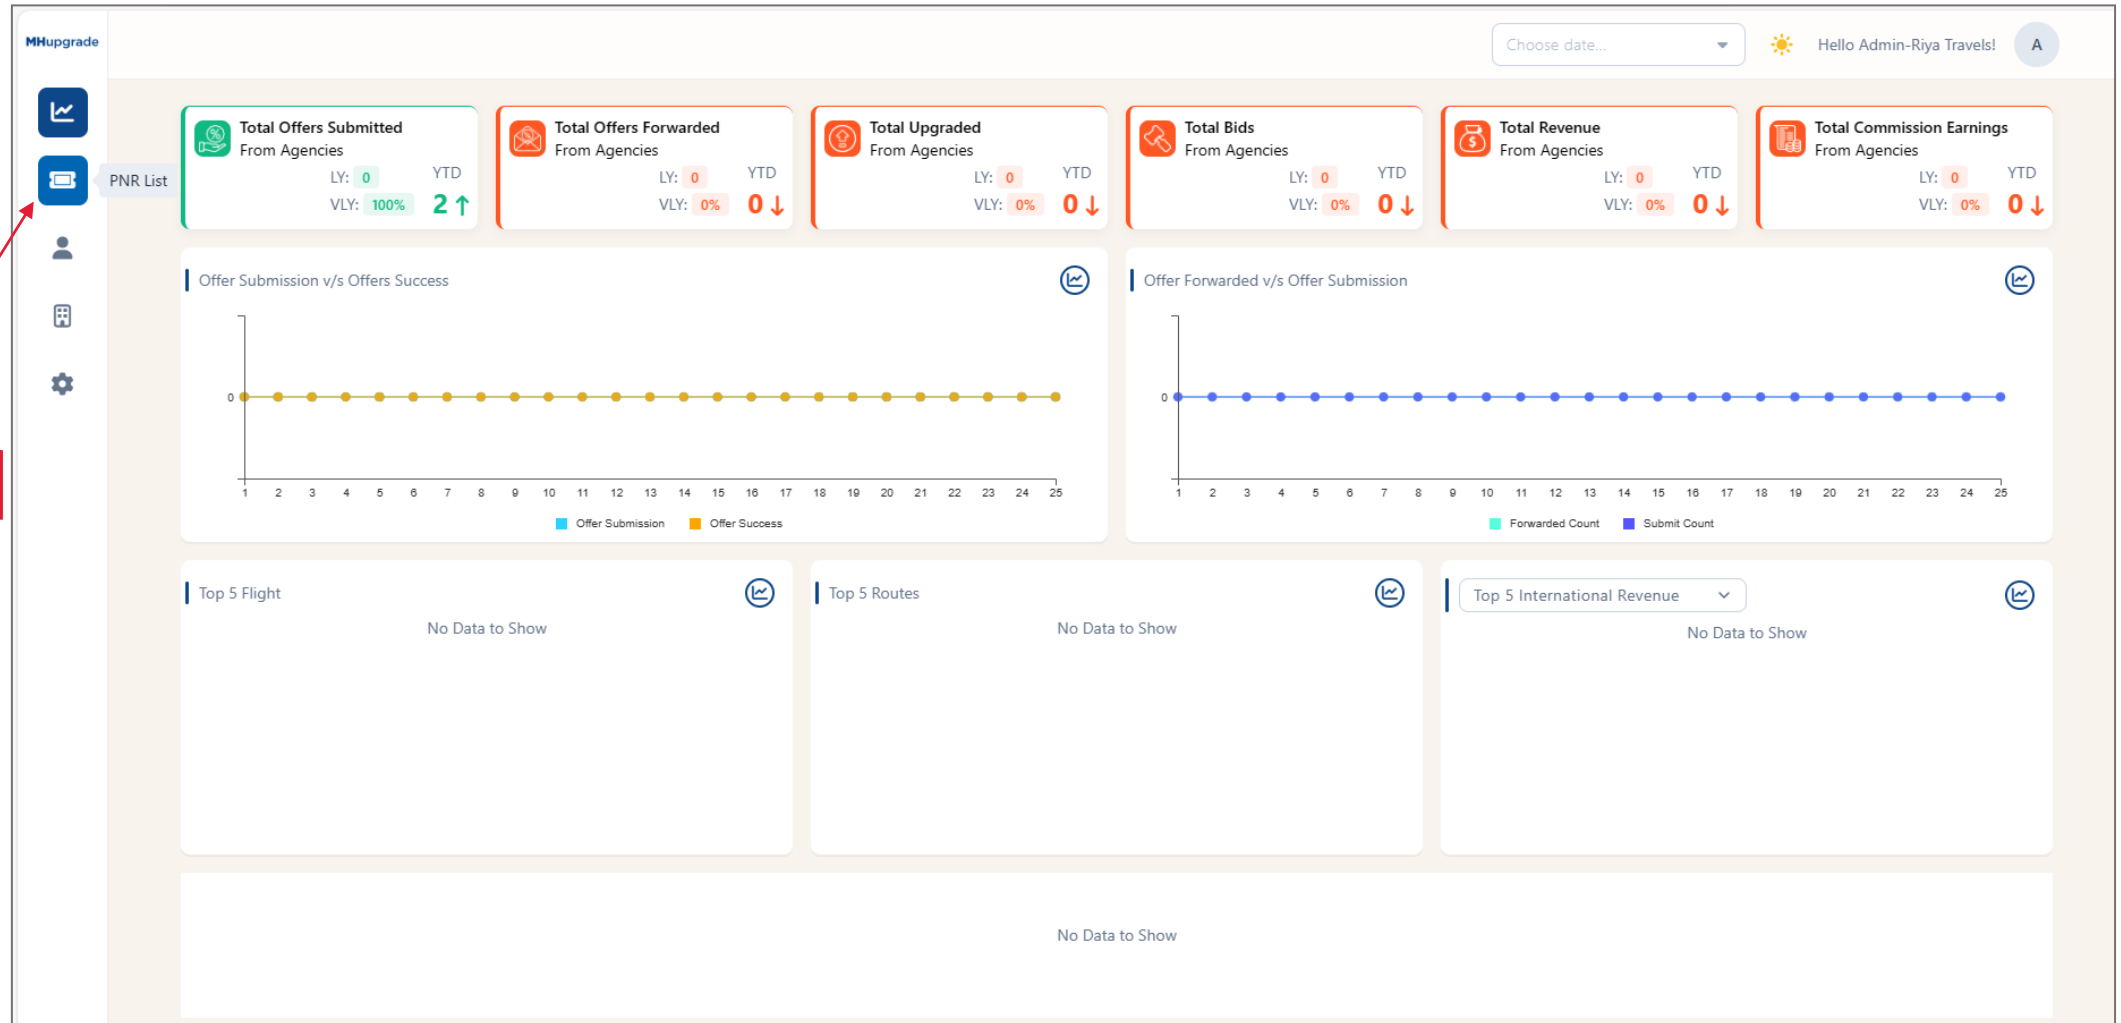 MHupgrade
Choose date...
Hello Admin-Riya Travels!
A
PNR List
Total Offers Submitted
From Agencies
LY: 0
YTD
VLY: 100%
2
Total Offers Forwarded
From Agencies
LY: 0
YTD
VLY: 0%
0
Total Upgraded
From Agencies
LY: 0
YTD
VLY: 0%
0
Total Bids
From Agencies
LY: 0
YTD
VLY: 0%
0
Total Revenue
From Agencies
LY: 0
YTD
VLY: 0%
0
Total Commission Earnings
From Agencies
LY: 0
YTD
VLY: 0%
0
Offer Submission v/s Offers Success
0
1 2 3 4 5 6 7 8 9 10 11 12 13 14 15 16 17 18 19 20 21 22 23 24 25
Offer Submission Offer Success
Offer Forwarded v/s Offer Submission
0
1 2 3 4 5 6 7 8 9 10 11 12 13 14 15 16 17 18 19 20 21 22 23 24 25
Forwarded Count Submit Count
Top 5 Flight
No Data to Show
Top 5 Routes
No Data to Show
Top 5 International Revenue
No Data to Show
No Data to Show